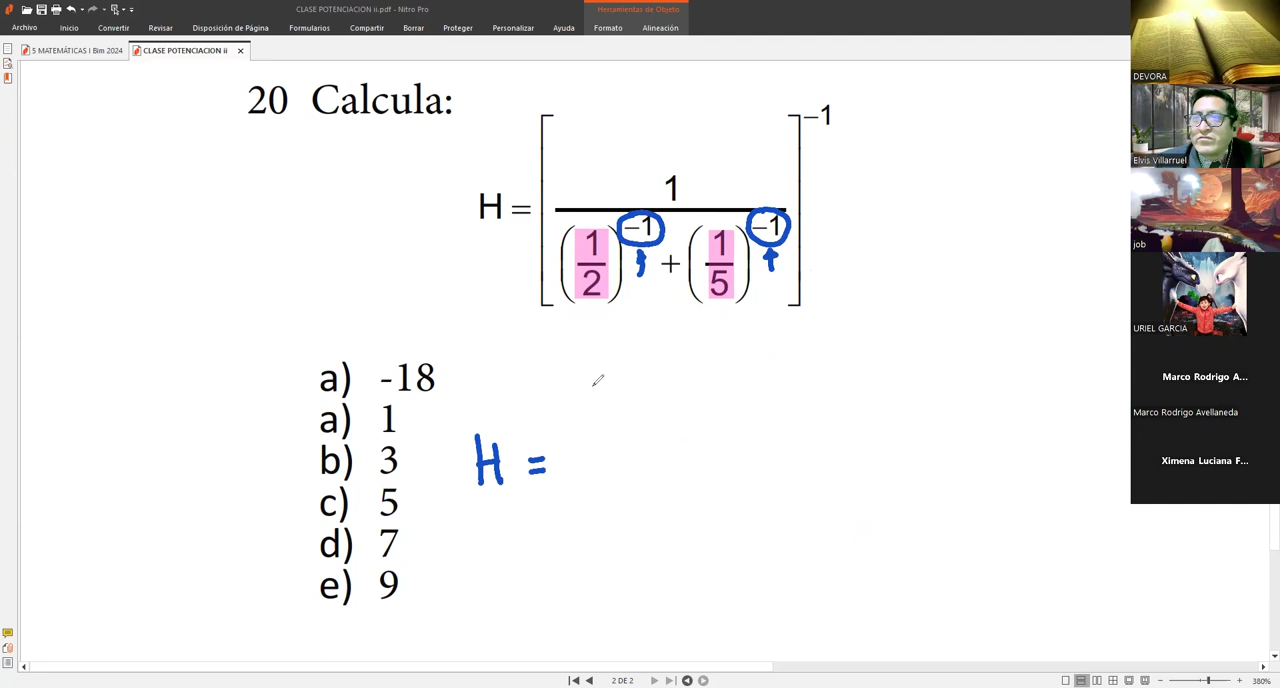 CLASE POTENCIACION ii.pdf - Nitro Pro
Herramientas de Objeto
Archivo Inicio Convertir Revisar Disposición de Página Formularios Compartir Borrar Proteger Personalizar Ayuda Formato Alineación
5 MATEMÁTICAS I Bim 2024 CLASE POTENCIACION ii
20 Calcula:
H = [ 1 / ( (1/2)^−1 + (1/5)^−1 ) ]^−1
a) -18
a) 1
b) 3
c) 5
d) 7
e) 9
H =
DEVORA
Elvis Villarruel
job
URIEL GARCIA
Marco Rodrigo A...
Marco Rodrigo Avellaneda
Ximena Luciana F...
2 DE 2
380%